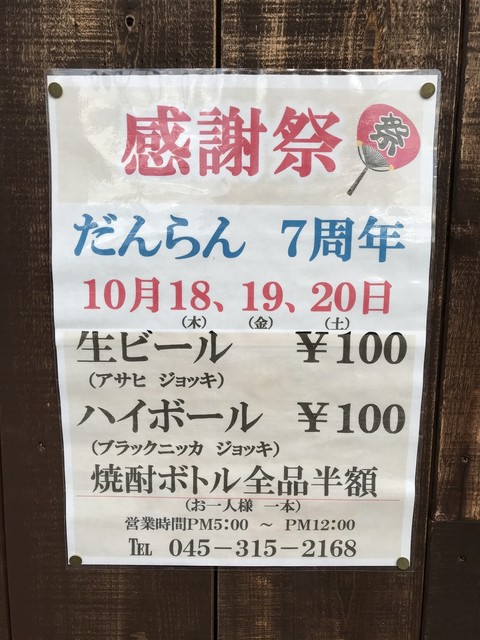 感謝祭
祭
だんらん 7周年
10月18、19、20日
（木） （金） （土）
生ビール ￥100
（アサヒ ジョッキ）
ハイボール ￥100
（ブラックニッカ ジョッキ）
焼酎ボトル全品半額
（お一人様 一本）
営業時間PM5：00 ～ PM12：00
TEL 045－315－2168